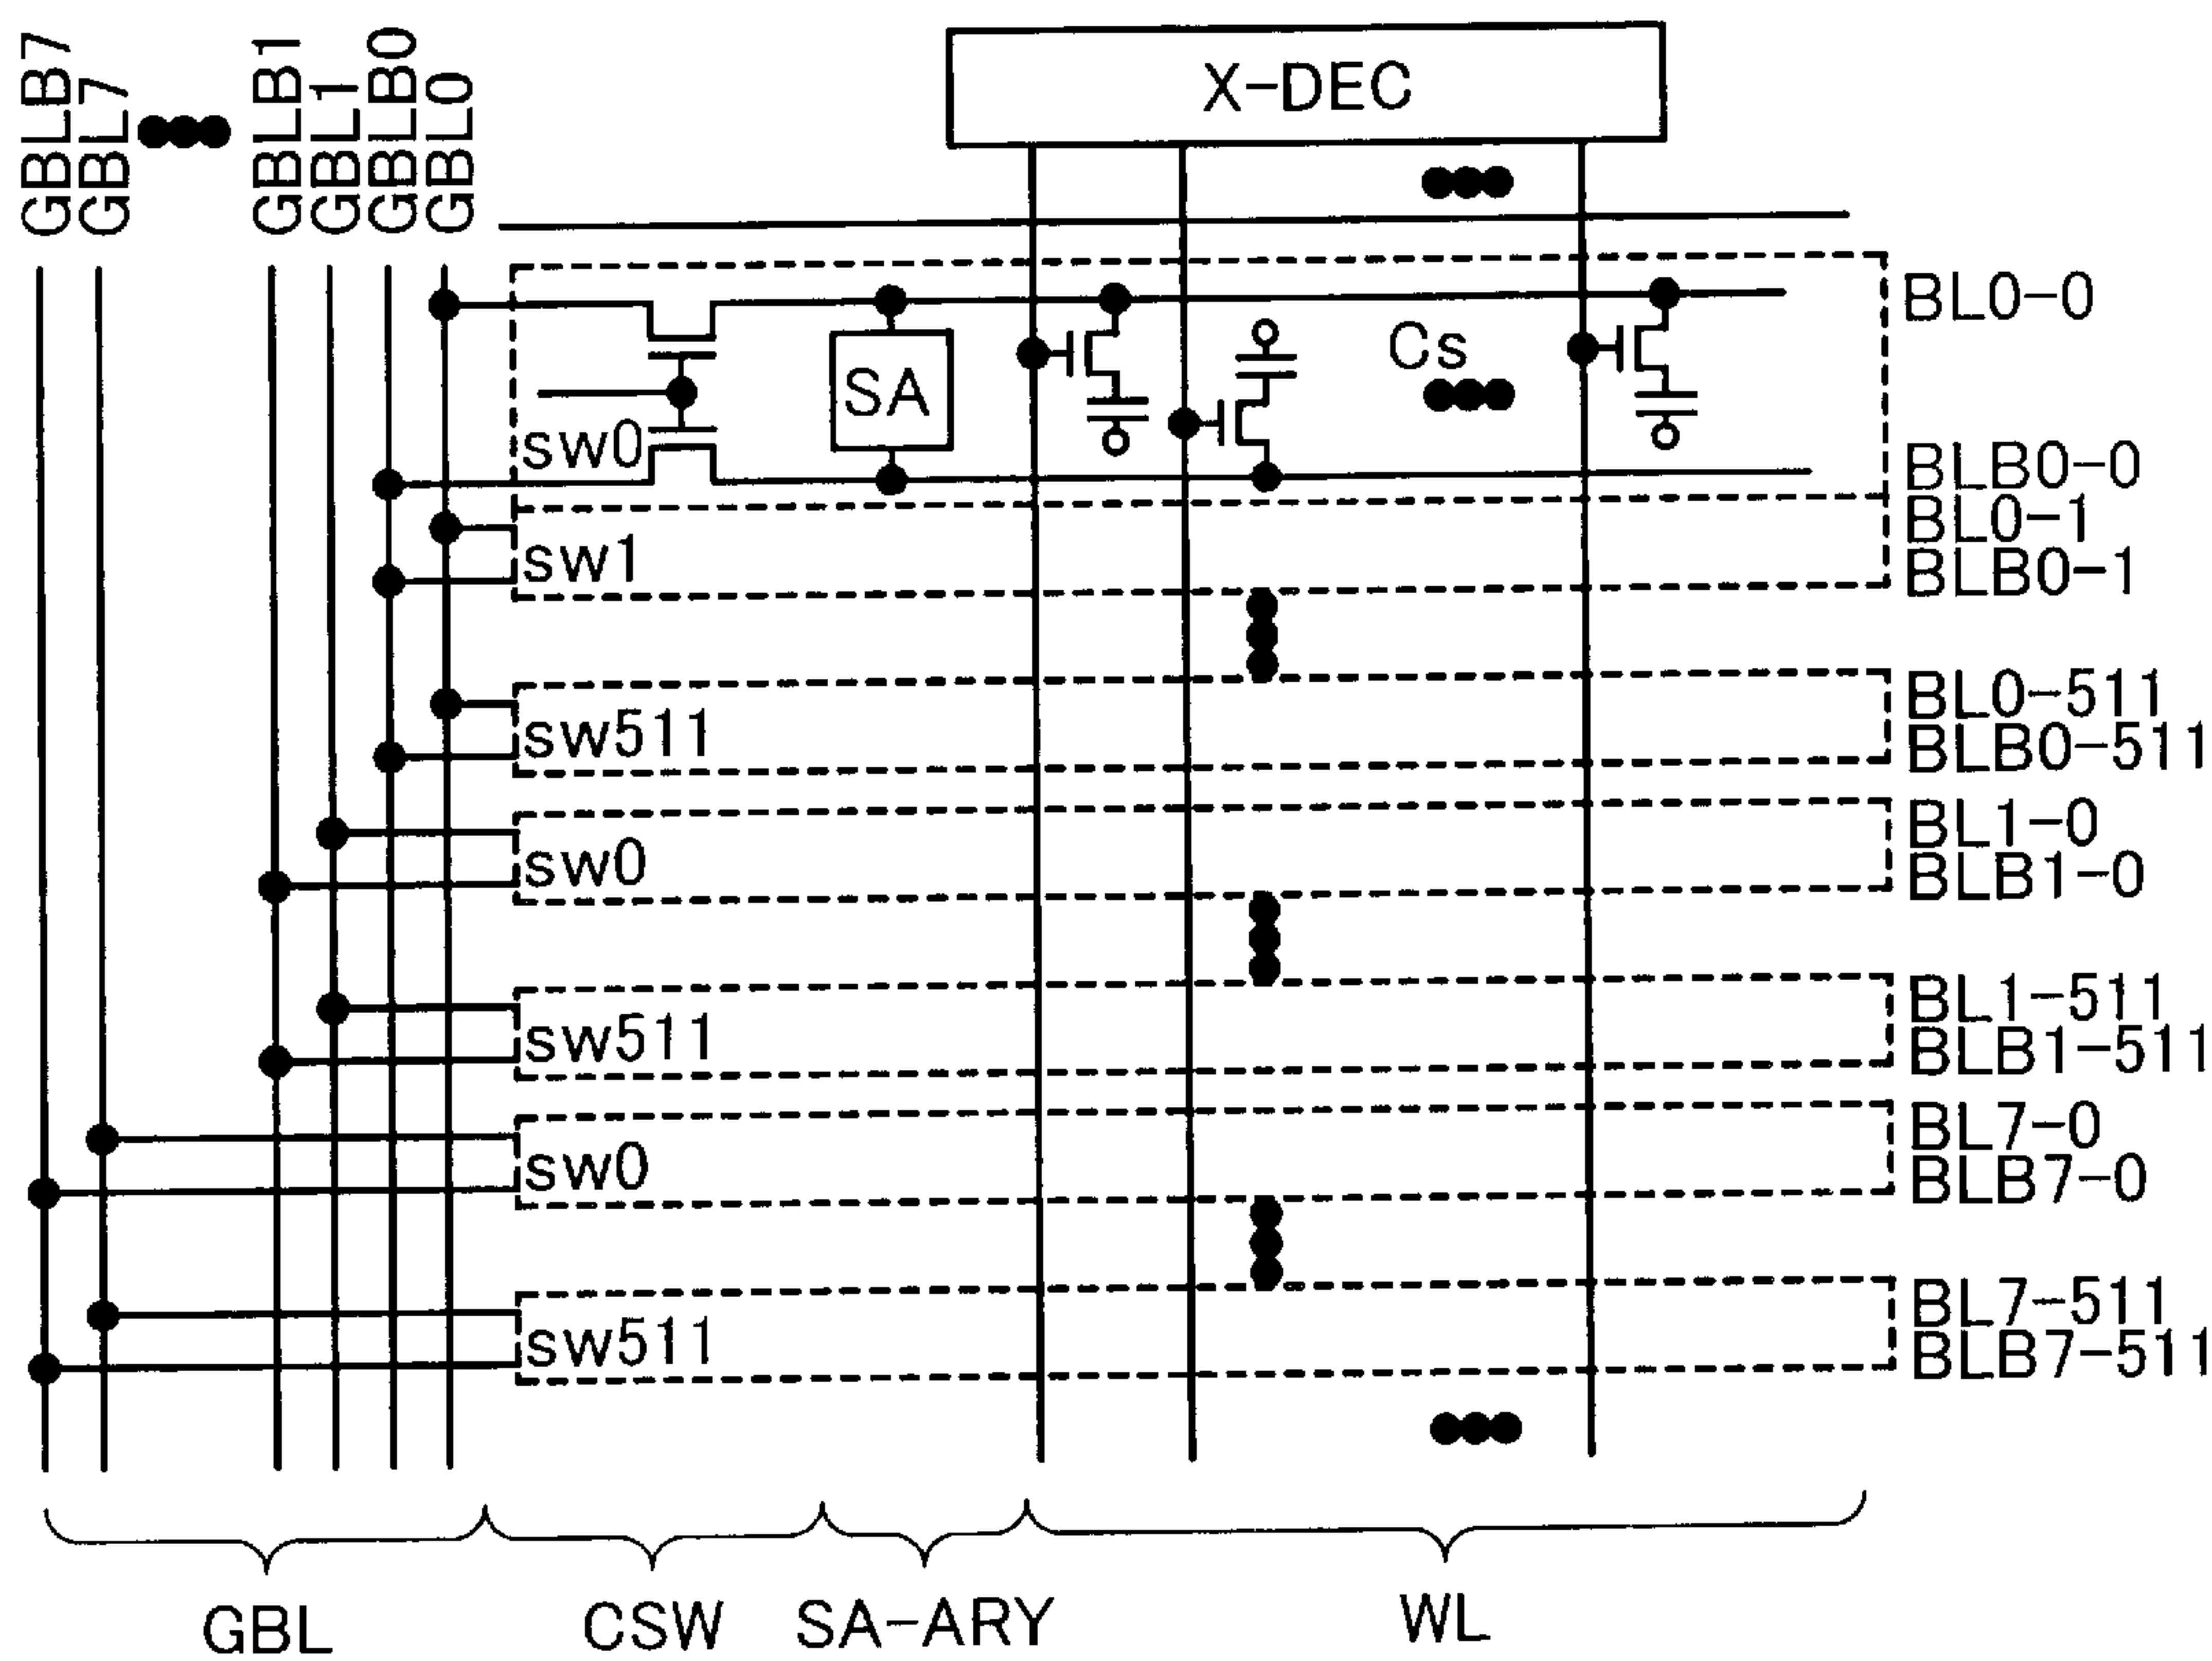 GBLB7
GBL7
GBLB1
GBL1
GBLB0
GBL0
X-DEC
BL0-0
Cs
SA
sw0
BLB0-0
BL0-1
sw1
BLB0-1
BL0-511
sw511
BLB0-511
BL1-0
sw0
BLB1-0
BL1-511
sw511
BLB1-511
BL7-0
sw0
BLB7-0
BL7-511
sw511
BLB7-511
GBL
CSW
SA-ARY
WL